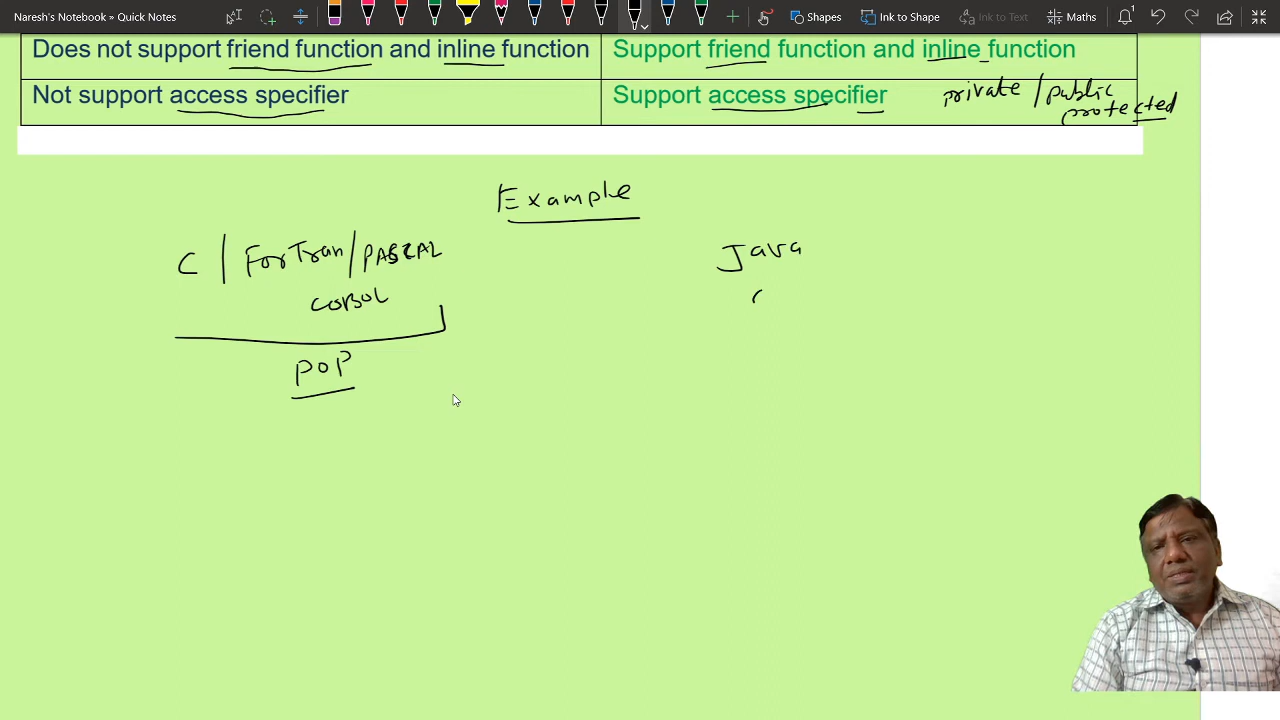 Naresh's Notebook » Quick Notes
Shapes Ink to Shape Ink to Text Maths
Does not support friend function and inline function
Support friend function and inline function
Not support access specifier
Support access specifier
private / public
protected
Example
C | ForTran / PASCAL
COBOL
POP
Java